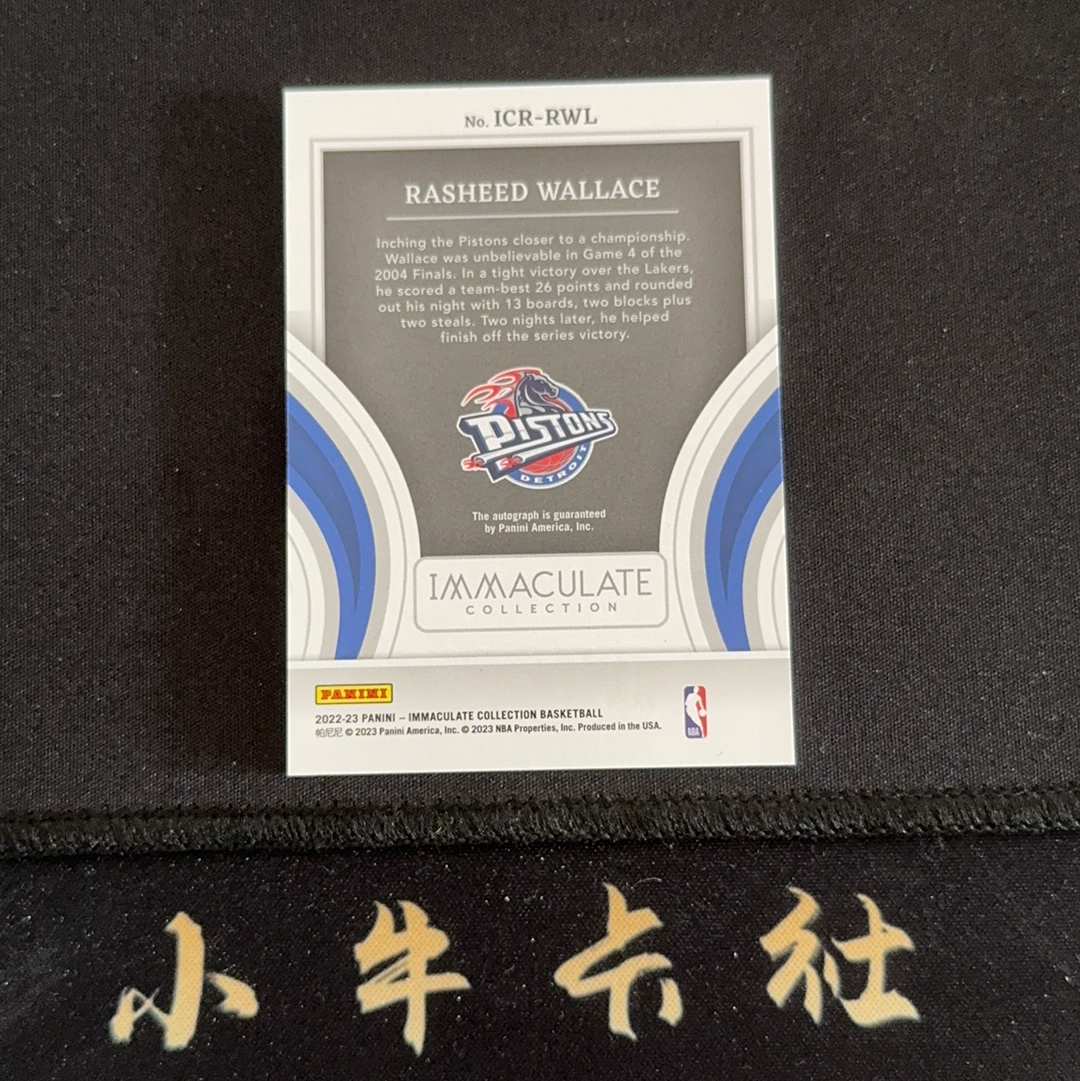 No. ICR-RWL
RASHEED WALLACE
Inching the Pistons closer to a championship.
Wallace was unbelievable in Game 4 of the
2004 Finals. In a tight victory over the Lakers,
he scored a team-best 26 points and rounded
out his night with 13 boards, two blocks plus
two steals. Two nights later, he helped
finish off the series victory.
PISTONS
DETROIT
The autograph is guaranteed
by Panini America, Inc.
IMMACULATE
COLLECTION
PANINI
2022-23 PANINI – IMMACULATE COLLECTION BASKETBALL
帕尼尼 © 2023 Panini America, Inc. © 2023 NBA Properties, Inc. Produced in the USA.
NBA
小牛卡社